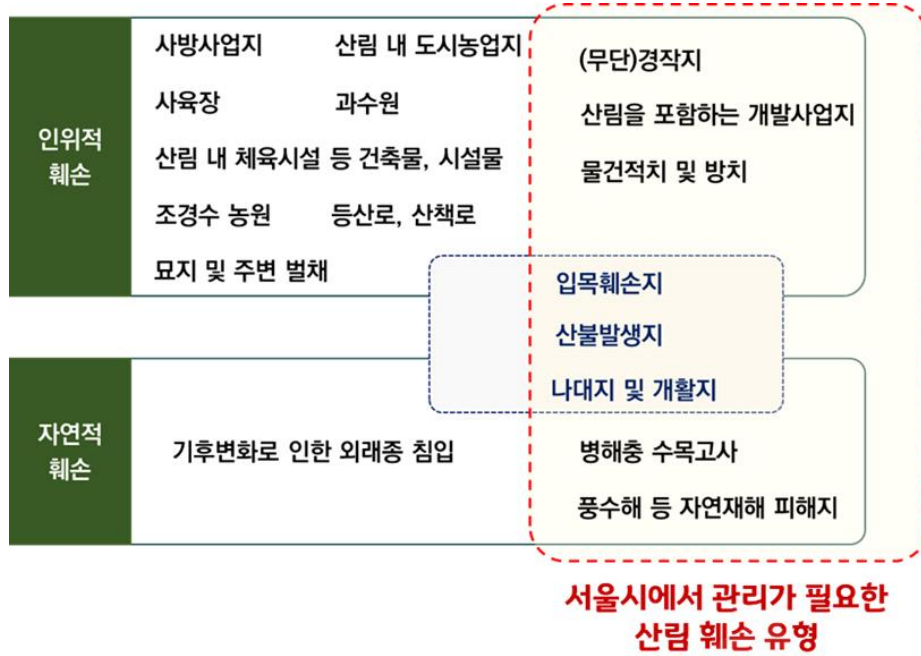 인위적
훼손
사방사업지 산림 내 도시농업지
사육장 과수원
산림 내 체육시설 등 건축물, 시설물
조경수 농원 등산로, 산책로
묘지 및 주변 벌채
(무단)경작지
산림을 포함하는 개발사업지
물건적치 및 방치
입목훼손지
산불발생지
나대지 및 개활지
자연적
훼손
기후변화로 인한 외래종 침입
병해충 수목고사
풍수해 등 자연재해 피해지
서울시에서 관리가 필요한
산림 훼손 유형